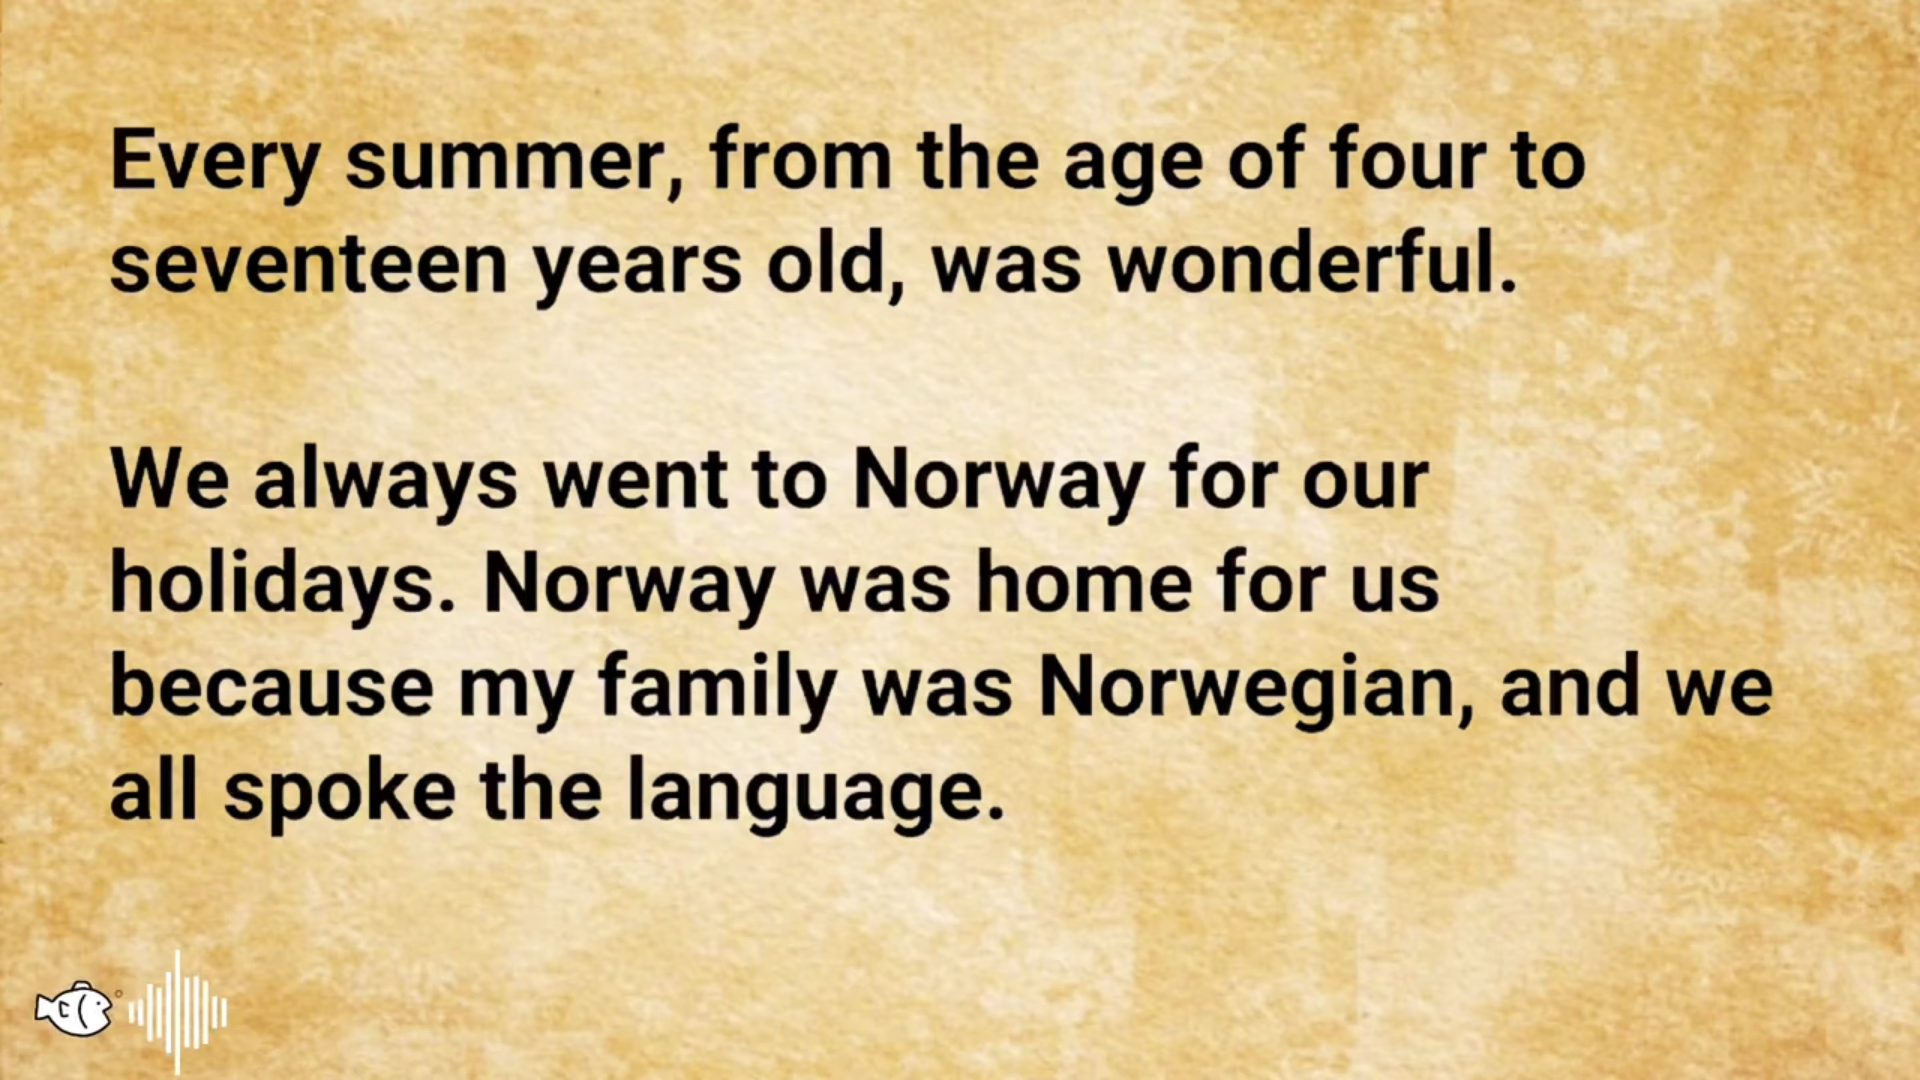 Every summer, from the age of four to
seventeen years old, was wonderful.
We always went to Norway for our
holidays. Norway was home for us
because my family was Norwegian, and we
all spoke the language.